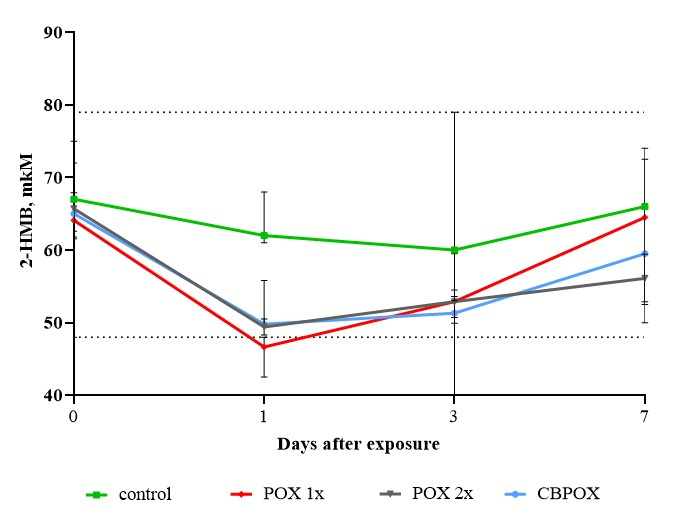 90
80
70
60
50
40
2-HMB, mkM
0 1 3 7
Days after exposure
control POX 1x POX 2x CBPOX